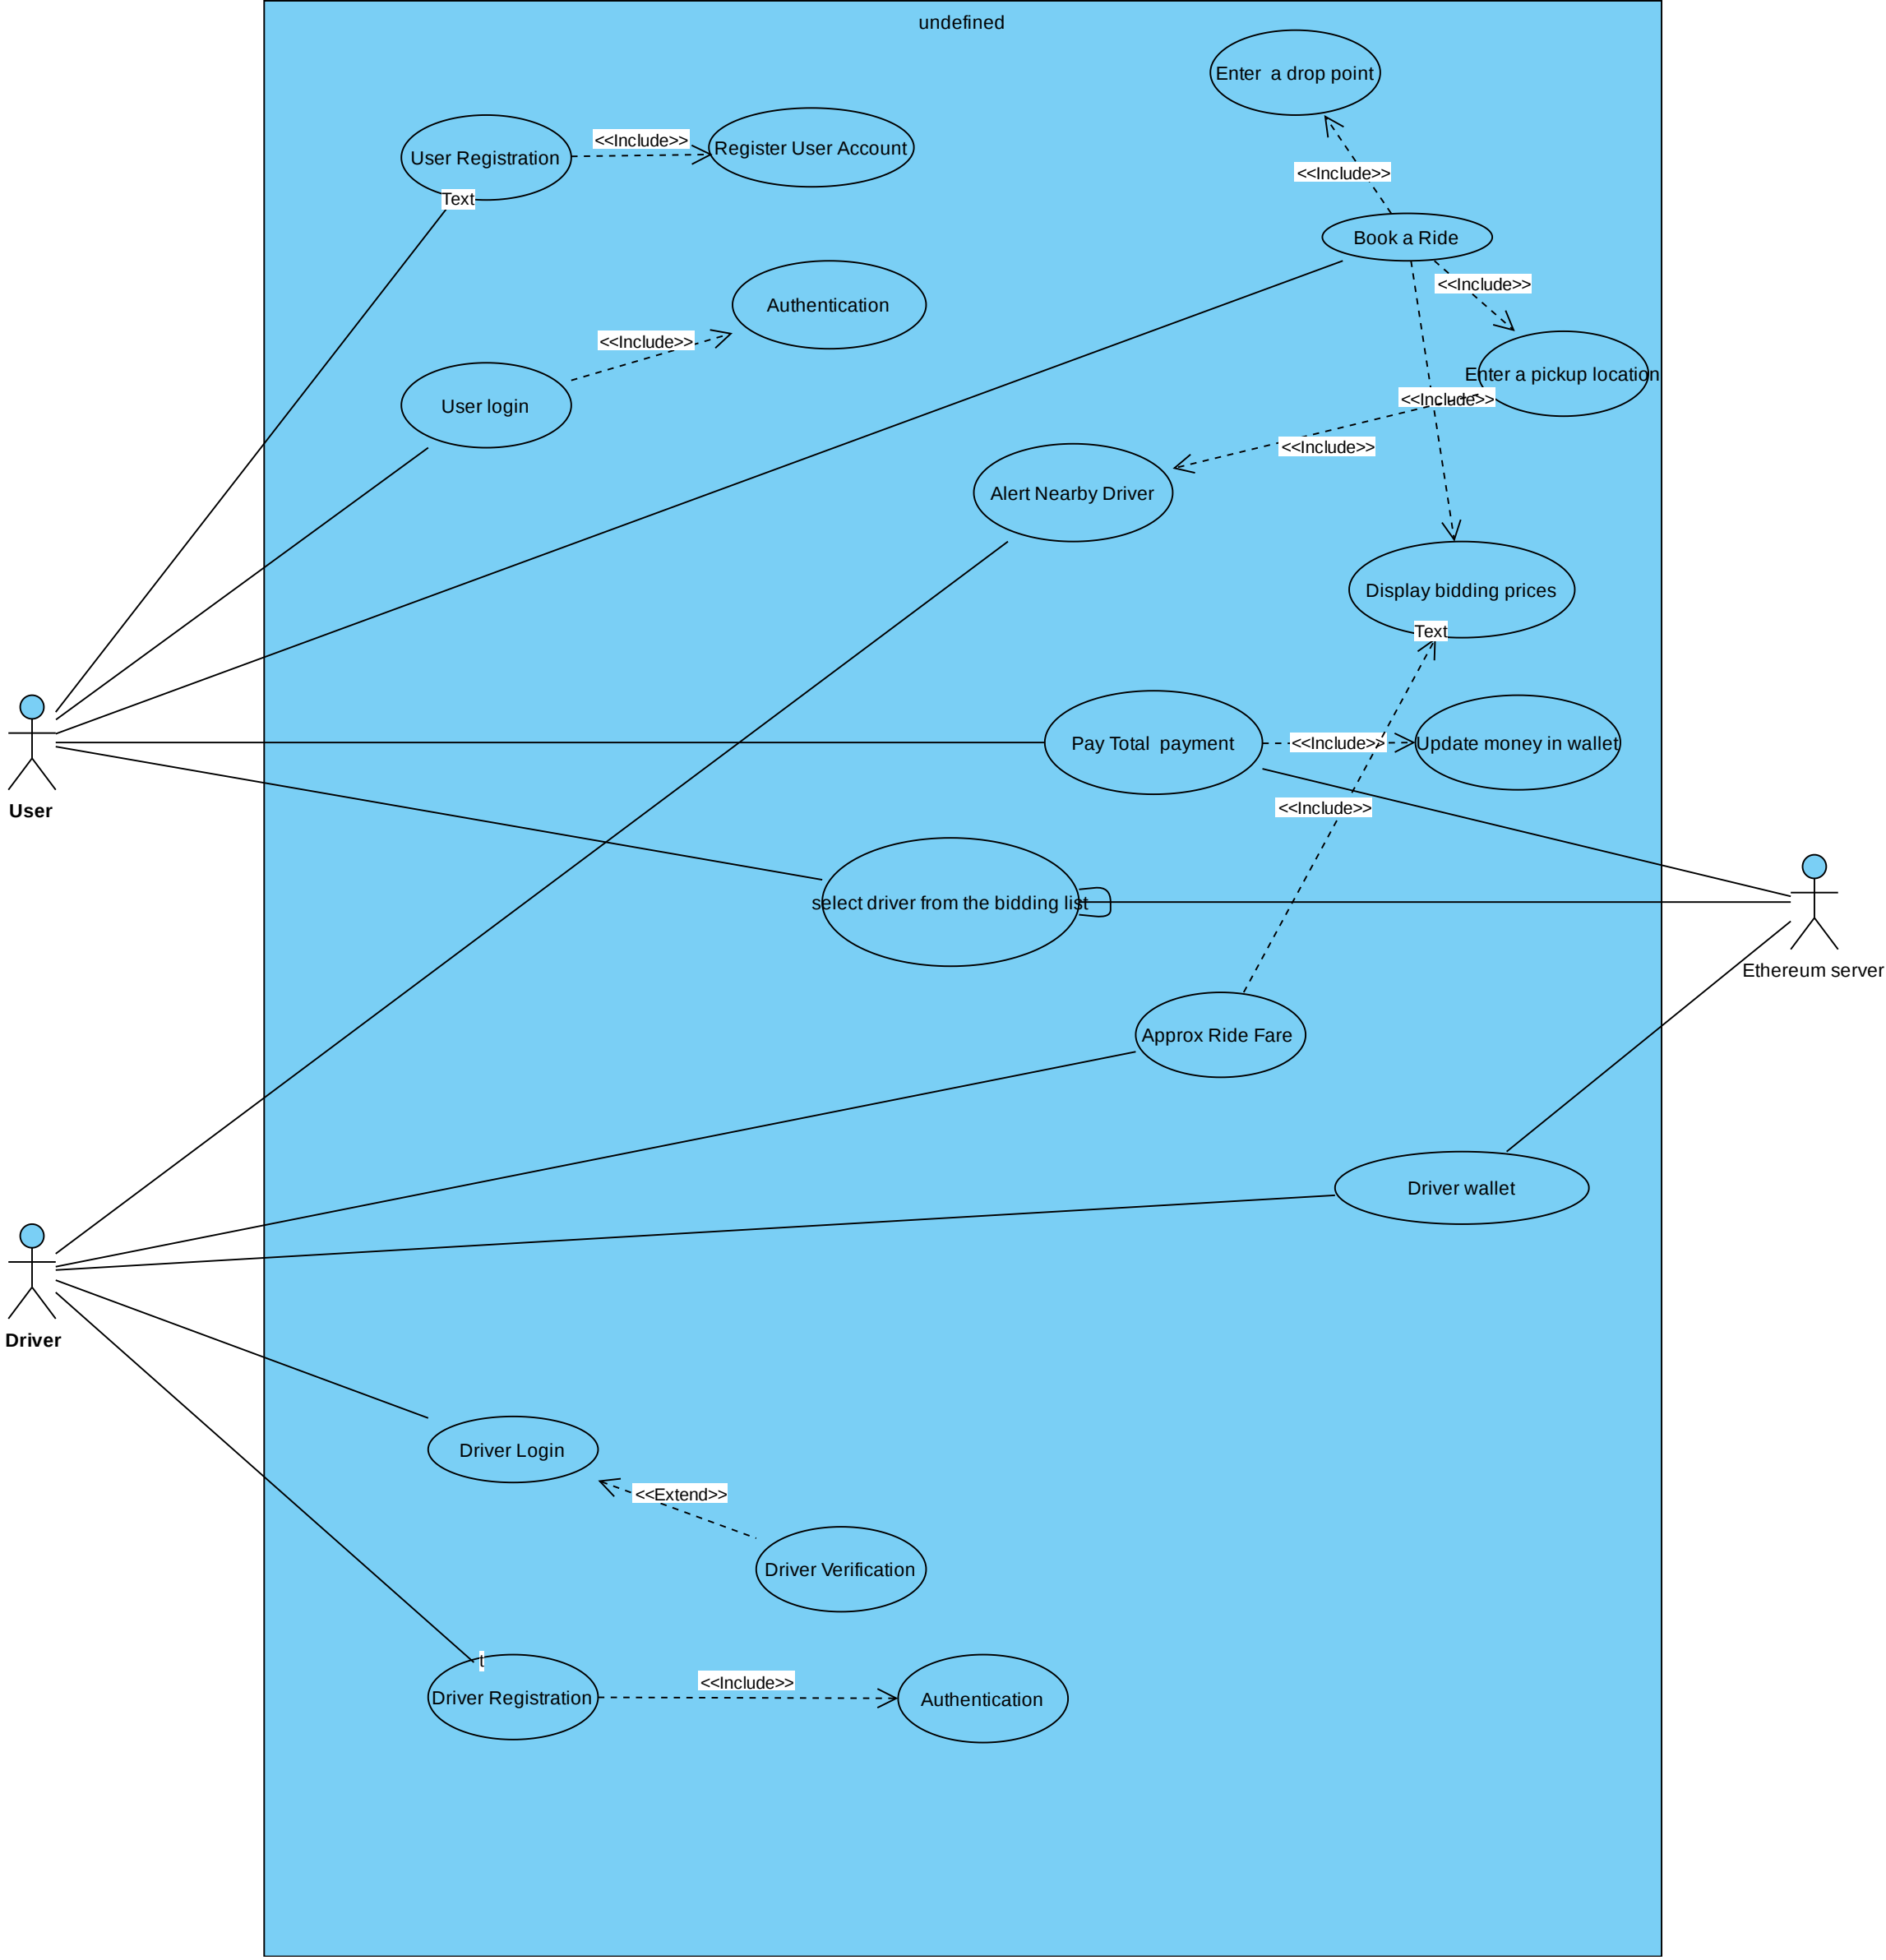 undefined
Enter  a drop point
<<Include>>
Register User Account
User Registration
<<Include>>
Text
Book a Ride
<<Include>>
Authentication
<<Include>>
Enter a pickup location
<<Include>>
User login
<<Include>>
Alert Nearby Driver
Display bidding prices
Text
Pay Total  payment
<<Include>>
Update money in wallet
<<Include>>
User
select driver from the bidding list
Ethereum server
Approx Ride Fare
Driver wallet
Driver
Driver Login
<<Extend>>
Driver Verification
t
Driver Registration
<<Include>>
Authentication